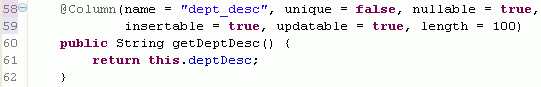 58 @Column(name = "dept_desc", unique = false, nullable = true,
59 insertable = true, updatable = true, length = 100)
60 public String getDeptDesc() {
61 return this.deptDesc;
62 }